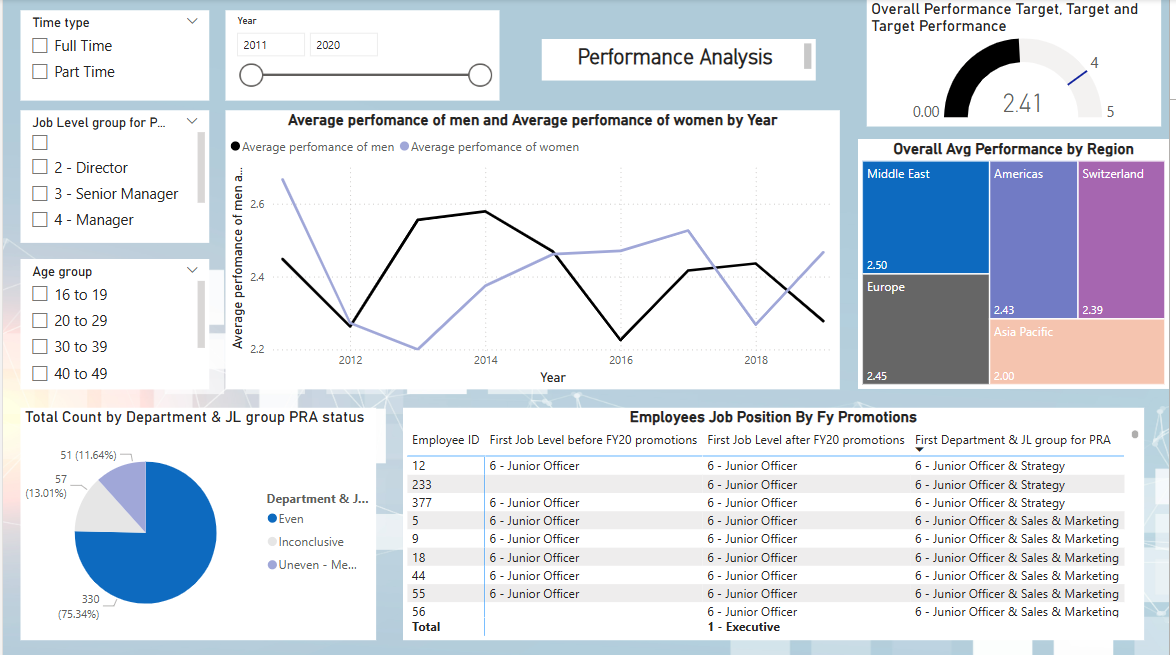 Time type
Full Time
Part Time
Year
2011 2020
Performance Analysis
Overall Performance Target, Target and
Target Performance
4
2.41
0.00
5
Job Level group for P...
2 - Director
3 - Senior Manager
4 - Manager
Age group
16 to 19
20 to 29
30 to 39
40 to 49
Average perfomance of men and Average perfomance of women by Year
Average perfomance of men Average perfomance of women
Average perfomance of men a...
2.6
2.4
2.2
2012 2014 2016 2018
Year
Overall Avg Performance by Region
Middle East
2.50
Europe
2.45
Americas
2.43
Switzerland
2.39
Asia Pacific
2.00
Total Count by Department & JL group PRA status
51 (11.64%)
57
(13.01%)
330
(75.34%)
Department & J...
Even
Inconclusive
Uneven - Me...
Employees Job Position By Fy Promotions
Employee ID First Job Level before FY20 promotions First Job Level after FY20 promotions First Department & JL group for PRA
12 6 - Junior Officer 6 - Junior Officer 6 - Junior Officer & Strategy
233 6 - Junior Officer 6 - Junior Officer & Strategy
377 6 - Junior Officer 6 - Junior Officer 6 - Junior Officer & Strategy
5 6 - Junior Officer 6 - Junior Officer 6 - Junior Officer & Sales & Marketing
9 6 - Junior Officer 6 - Junior Officer 6 - Junior Officer & Sales & Marketing
18 6 - Junior Officer 6 - Junior Officer 6 - Junior Officer & Sales & Marketing
44 6 - Junior Officer 6 - Junior Officer 6 - Junior Officer & Sales & Marketing
55 6 - Junior Officer 6 - Junior Officer 6 - Junior Officer & Sales & Marketing
56 6 - Junior Officer 6 - Junior Officer & Sales & Marketing
Total 1 - Executive